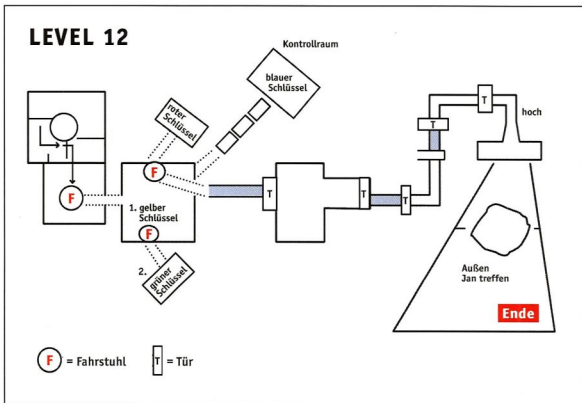 LEVEL 12
Kontrollraum
blauer
Schlüssel
roter
Schlüssel
T
hoch
T
F
F
1. gelber
Schlüssel
F
T
T
T
2.
grüner
Schlüssel
Außen
Jan treffen
Ende
F = Fahrstuhl
T = Tür